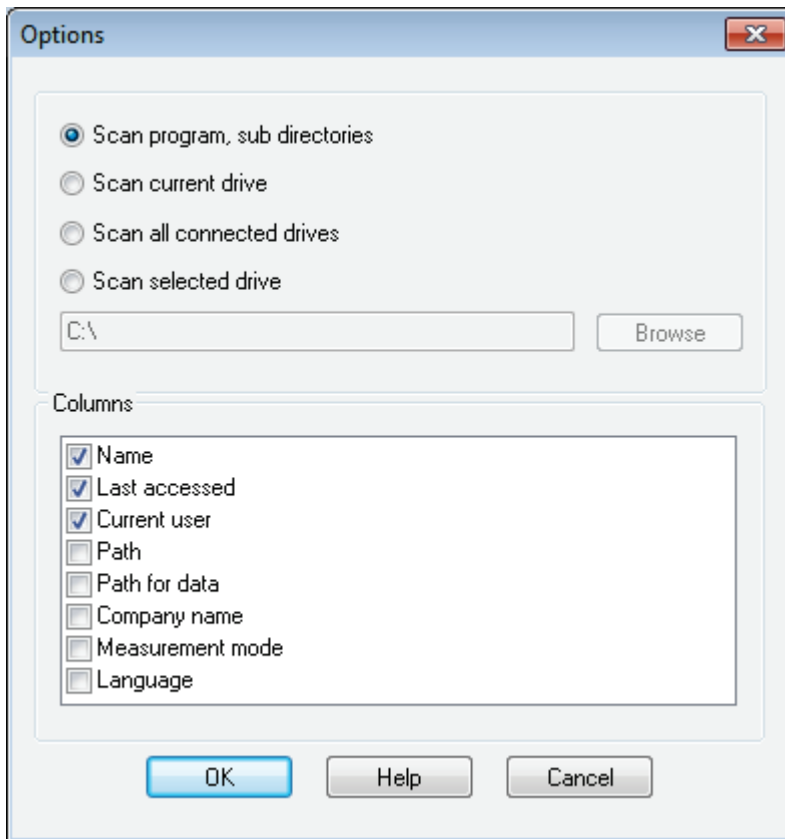 Options
Scan program, sub directories
Scan current drive
Scan all connected drives
Scan selected drive
C:\ Browse
Columns
Name
Last accessed
Current user
Path
Path for data
Company name
Measurement mode
Language
OK Help Cancel